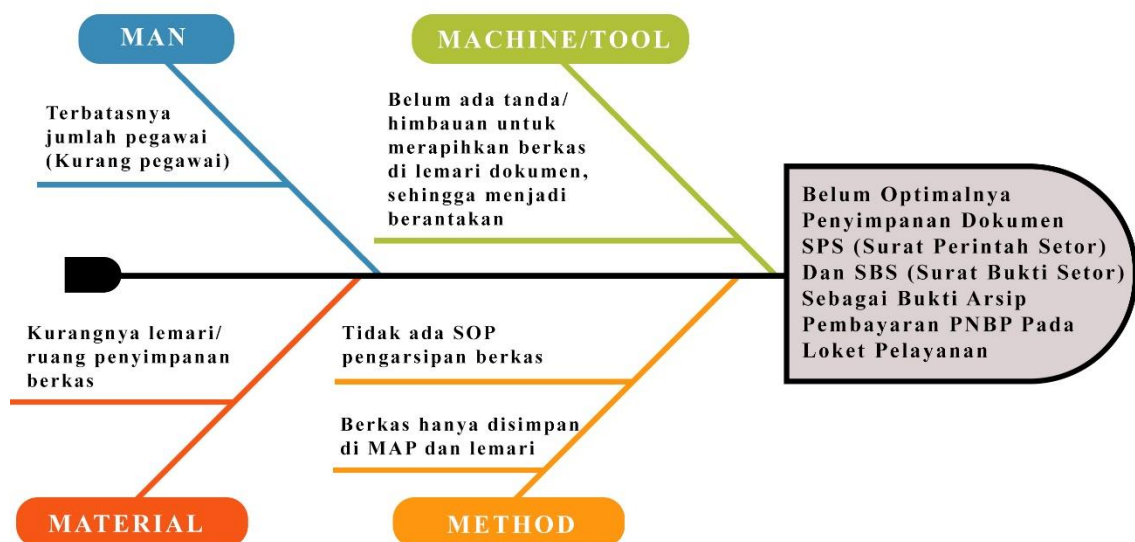 MAN
Terbatasnya
jumlah pegawai
(Kurang pegawai)
MACHINE/TOOL
Belum ada tanda/
himbauan untuk
merapihkan berkas
di lemari dokumen,
sehingga menjadi
berantakan
Belum Optimalnya
Penyimpanan Dokumen
SPS (Surat Perintah Setor)
Dan SBS (Surat Bukti Setor)
Sebagai Bukti Arsip
Pembayaran PNBP Pada
Loket Pelayanan
Kurangnya lemari/
ruang penyimpanan
berkas
MATERIAL
Tidak ada SOP
pengarsipan berkas
Berkas hanya disimpan
di MAP dan lemari
METHOD